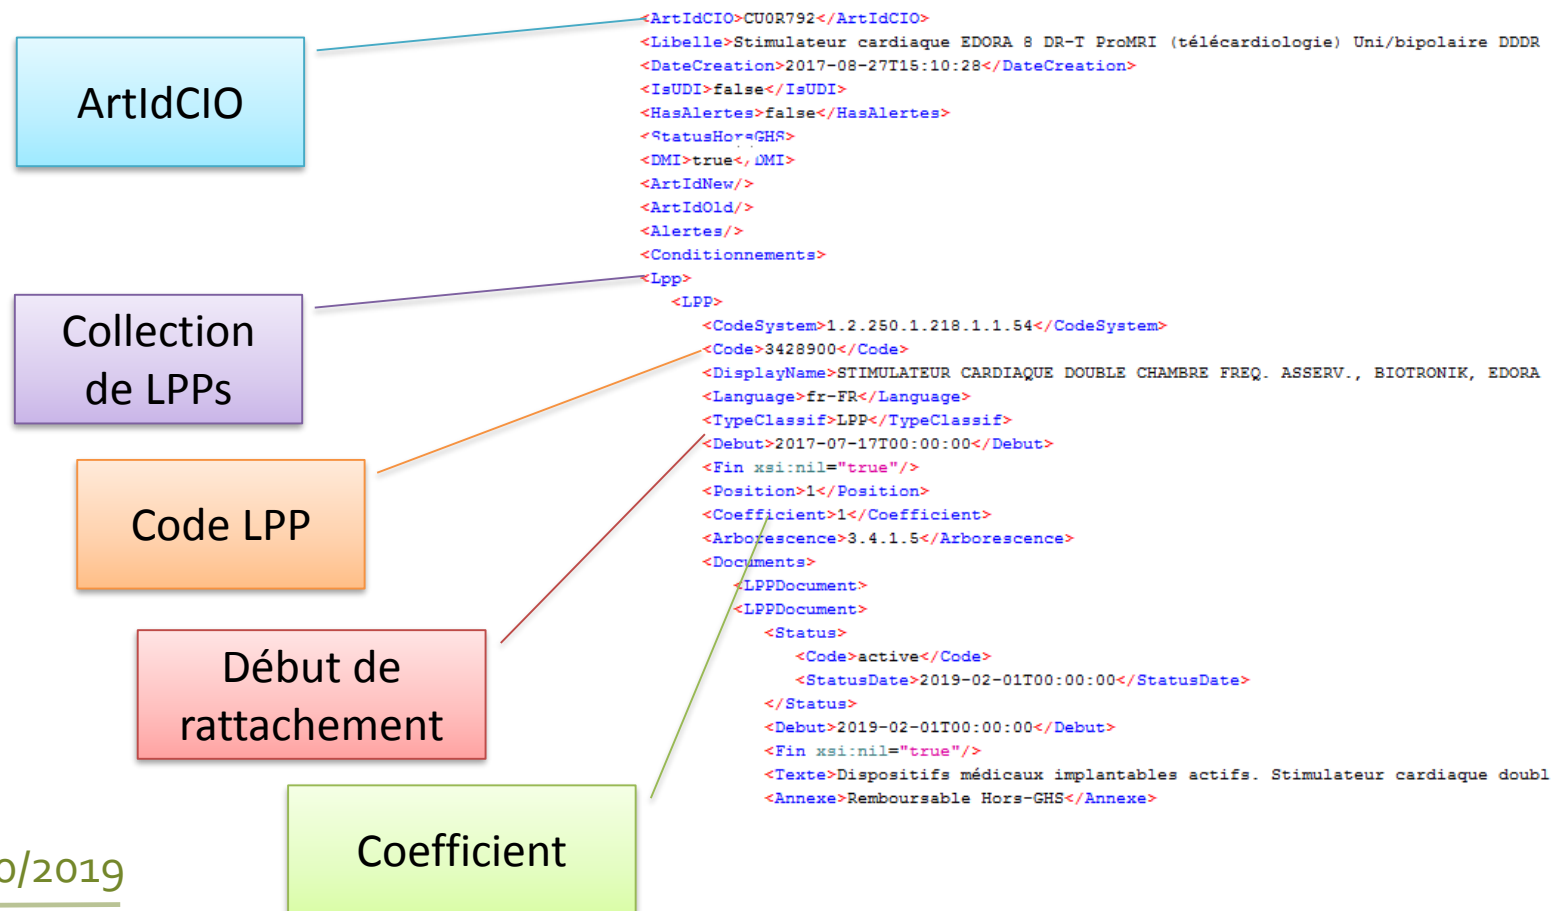 ArtIdCIO
Collection
de LPPs
Code LPP
Début de
rattachement
Coefficient
0/2019
<ArtIdCIO>CU0R792</ArtIdCIO>
<Libelle>Stimulateur cardiaque EDORA 8 DR-T ProMRI (télécardiologie) Uni/bipolaire DDDR
<DateCreation>2017-08-27T15:10:28</DateCreation>
<IsUDI>false</IsUDI>
<HasAlertes>false</HasAlertes>
<StatusHorsGHS>
<DMI>true</DMI>
<ArtIdNew/>
<ArtIdOld/>
<Alertes/>
<Conditionnements>
<Lpp>
<LPP>
<CodeSystem>1.2.250.1.218.1.1.54</CodeSystem>
<Code>3428900</Code>
<DisplayName>STIMULATEUR CARDIAQUE DOUBLE CHAMBRE FREQ. ASSERV., BIOTRONIK, EDORA
<Language>fr-FR</Language>
<TypeClassif>LPP</TypeClassif>
<Debut>2017-07-17T00:00:00</Debut>
<Fin xsi:nil="true"/>
<Position>1</Position>
<Coefficient>1</Coefficient>
<Arborescence>3.4.1.5</Arborescence>
<Documents>
<LPPDocument>
<LPPDocument>
<Status>
<Code>active</Code>
<StatusDate>2019-02-01T00:00:00</StatusDate>
</Status>
<Debut>2019-02-01T00:00:00</Debut>
<Fin xsi:nil="true"/>
<Texte>Dispositifs médicaux implantables actifs. Stimulateur cardiaque doubl
<Annexe>Remboursable Hors-GHS</Annexe>